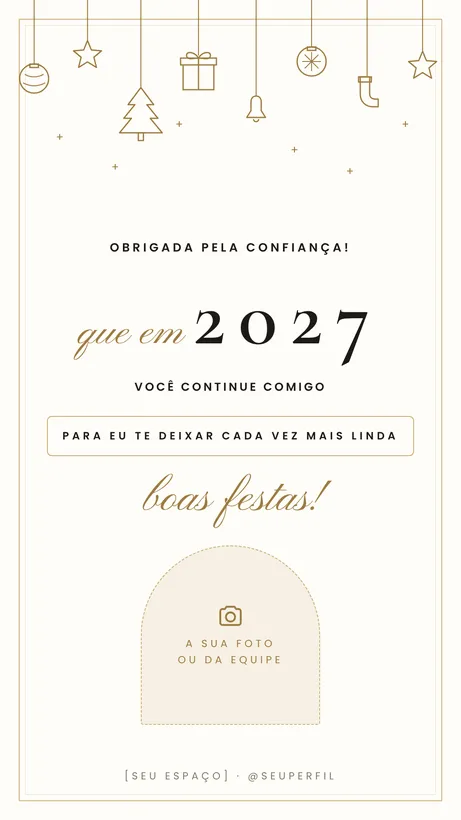 OBRIGADA PELA CONFIANÇA!
que em 2027
VOCÊ CONTINUE COMIGO
PARA EU TE DEIXAR CADA VEZ MAIS LINDA
boas festas!
A SUA FOTO
OU DA EQUIPE
[SEU ESPAÇO] · @SEUPERFIL